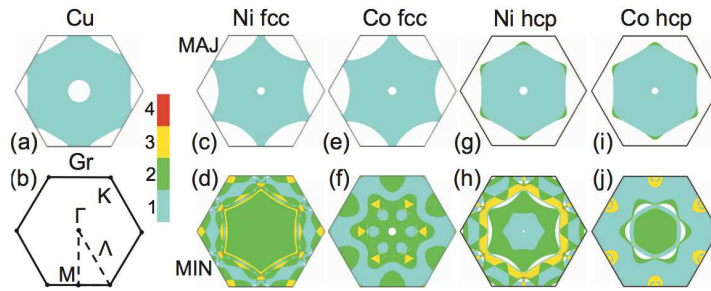 Cu
Ni fcc
Co fcc
Ni hcp
Co hcp
MAJ
(a)
(c)
(e)
(g)
(i)
4
3
2
1
Gr
(b)
K
Γ
Λ
M
MIN
(d)
(f)
(h)
(j)